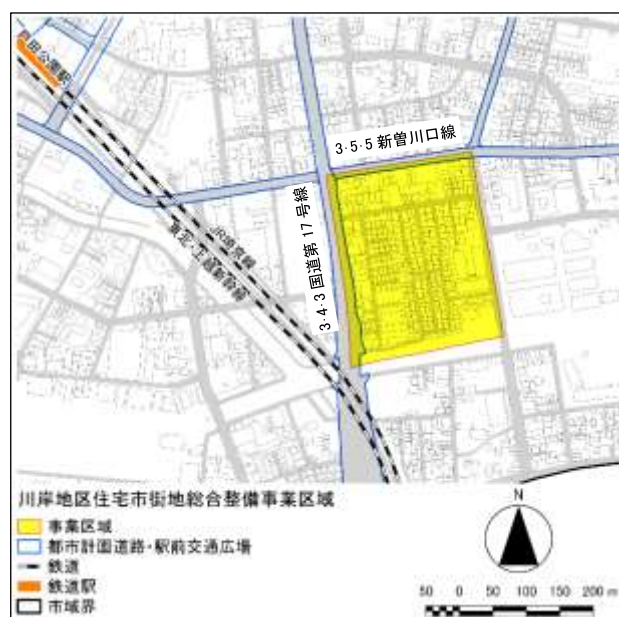 戸田公園駅
3･5･5 新曽川口線
3･4･3 国道第 17 号線
JR埼京線
東北・上越新幹線
川岸地区住宅市街地総合整備事業区域
事業区域
都市計画道路・駅前交通広場
鉄道
鉄道駅
市域界
N
50 0 50 100 150 200 m